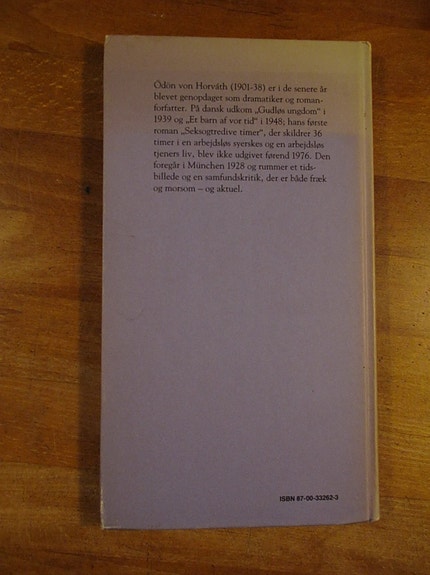 Ödön von Horváth (1901-38) er i de senere år
blevet genopdaget som dramatiker og roman-
forfatter. På dansk udkom „Gudløs ungdom“ i
1939 og „Et barn af vor tid“ i 1948; hans første
roman „Seksogtredive timer“, der skildrer 36
timer i en arbejdsløs syerskes og en arbejdsløs
tjeners liv, blev ikke udgivet førend 1976. Den
foregår i München 1928 og rummer et tids-
billede og en samfundskritik, der er både fræk
og morsom – og aktuel.
ISBN 87-00-33262-3